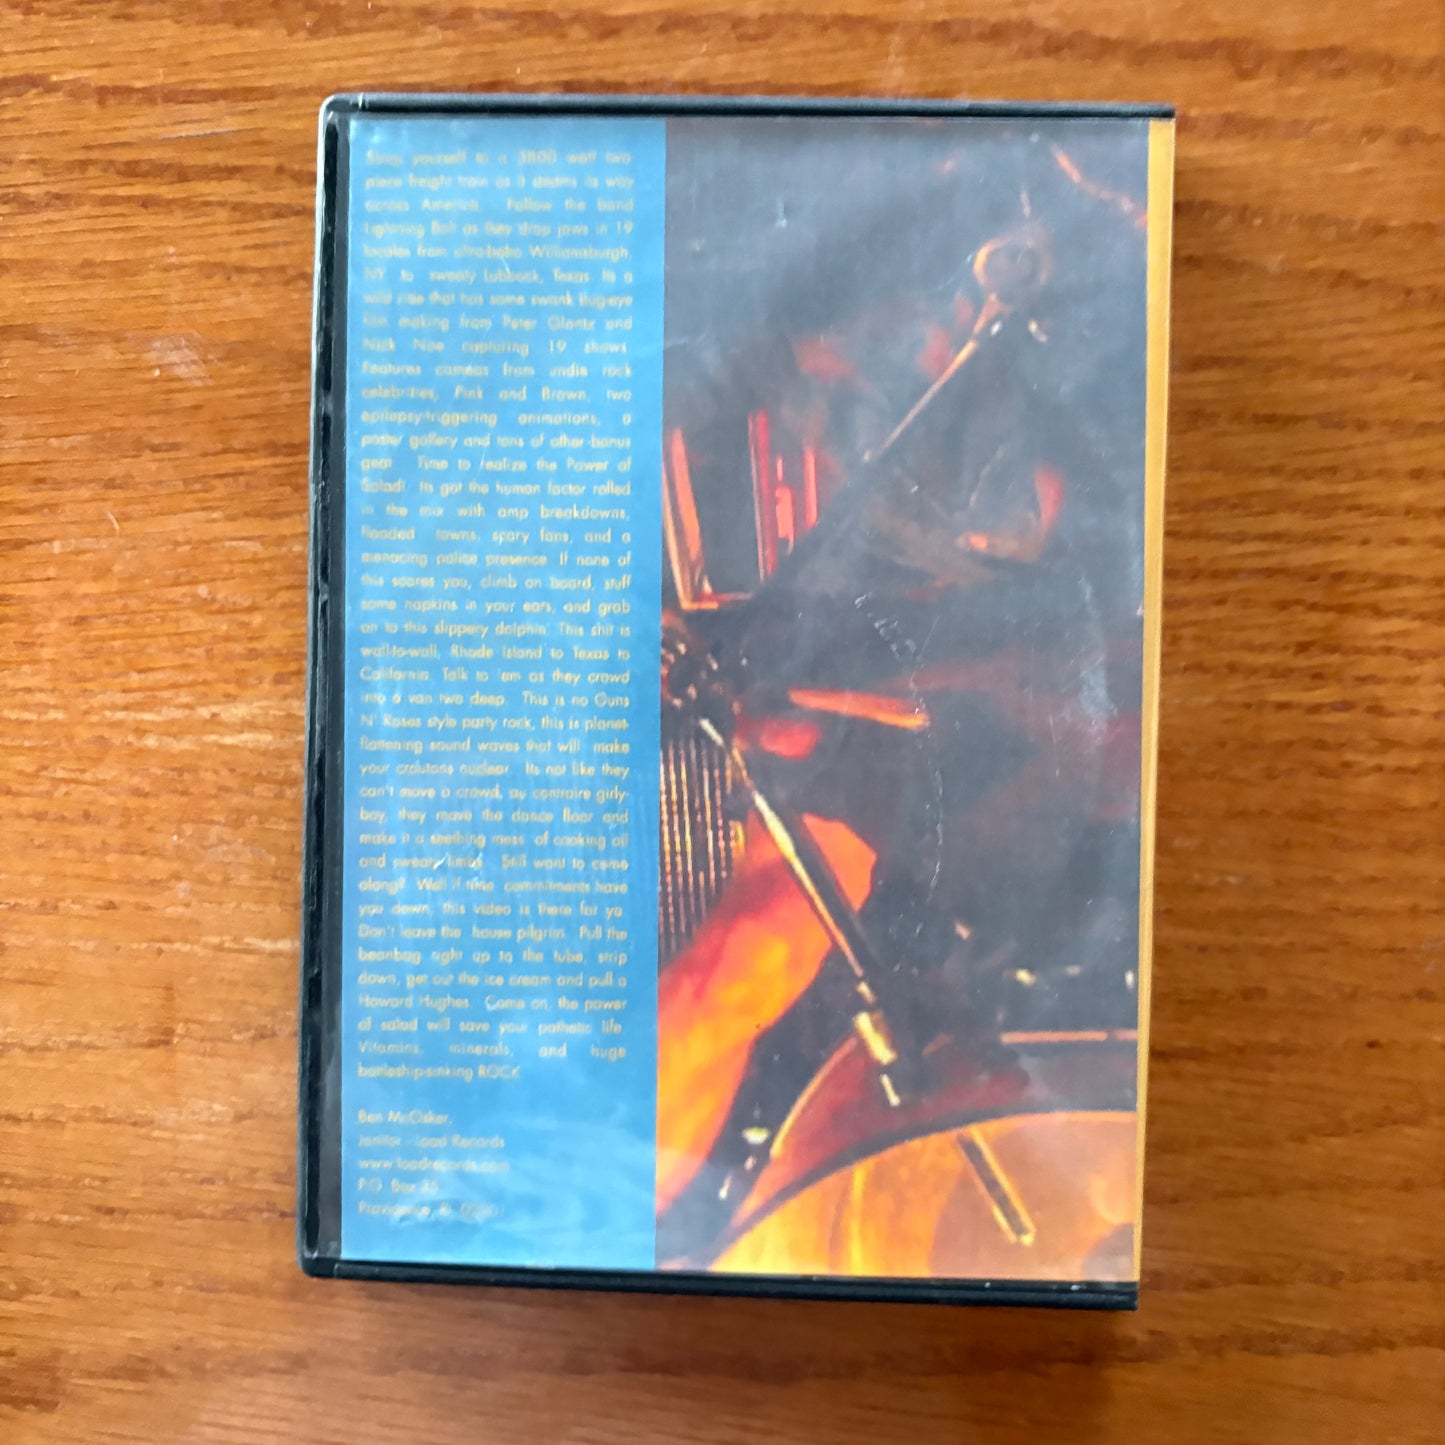 Strap yourself to a 3800 watt two
piece freight train as it steams its way
across America. Follow the band
Lightning Bolt as they drop jaws in 19
locales from ultra-boho Williamsburgh,
NY to sweaty Lubbock, Texas. Its a
wild ride that has some swank Bug-eye
film making from Peter Glantz and
Nick Noe capturing 19 shows.
Features cameos from undie rock
celebrities, Pink and Brown, two
epilepsy-triggering animations, a
poster gallery and tons of other bonus
gear. Time to realize the Power of
Salad! Its got the human factor rolled
in the mix with amp breakdowns,
flooded towns, scary fans, and a
menacing police presence. If none of
this scares you, climb on board, stuff
some napkins in your ears, and grab
on to this slippery dolphin. This shit is
wall-to-wall, Rhode Island to Texas to
California. Talk to 'em as they crowd
into a van two deep. This is no Guns
N' Roses style party rock, this is planet-
flattening sound waves that will make
your croutons nuclear. Its not like they
can't move a crowd, au contraire girly-
boy, they move the dance floor and
make it a seething mess of cooking oil
and sweaty limbs. Still want to come
along? Well if time commitments have
you down, this video is there for ya.
Don't leave the house pilgrim. Pull the
beanbag right up to the tube, strip
down, get out the ice cream and pull a
Howard Hughes. Come on, the power
of salad will save your pathetic life.
Vitamins, minerals, and huge
battleship-sinking ROCK.
Ben McOsker,
Janitor - Load Records
www.loadrecords.com
P.O. Box 35
Providence, RI 02901